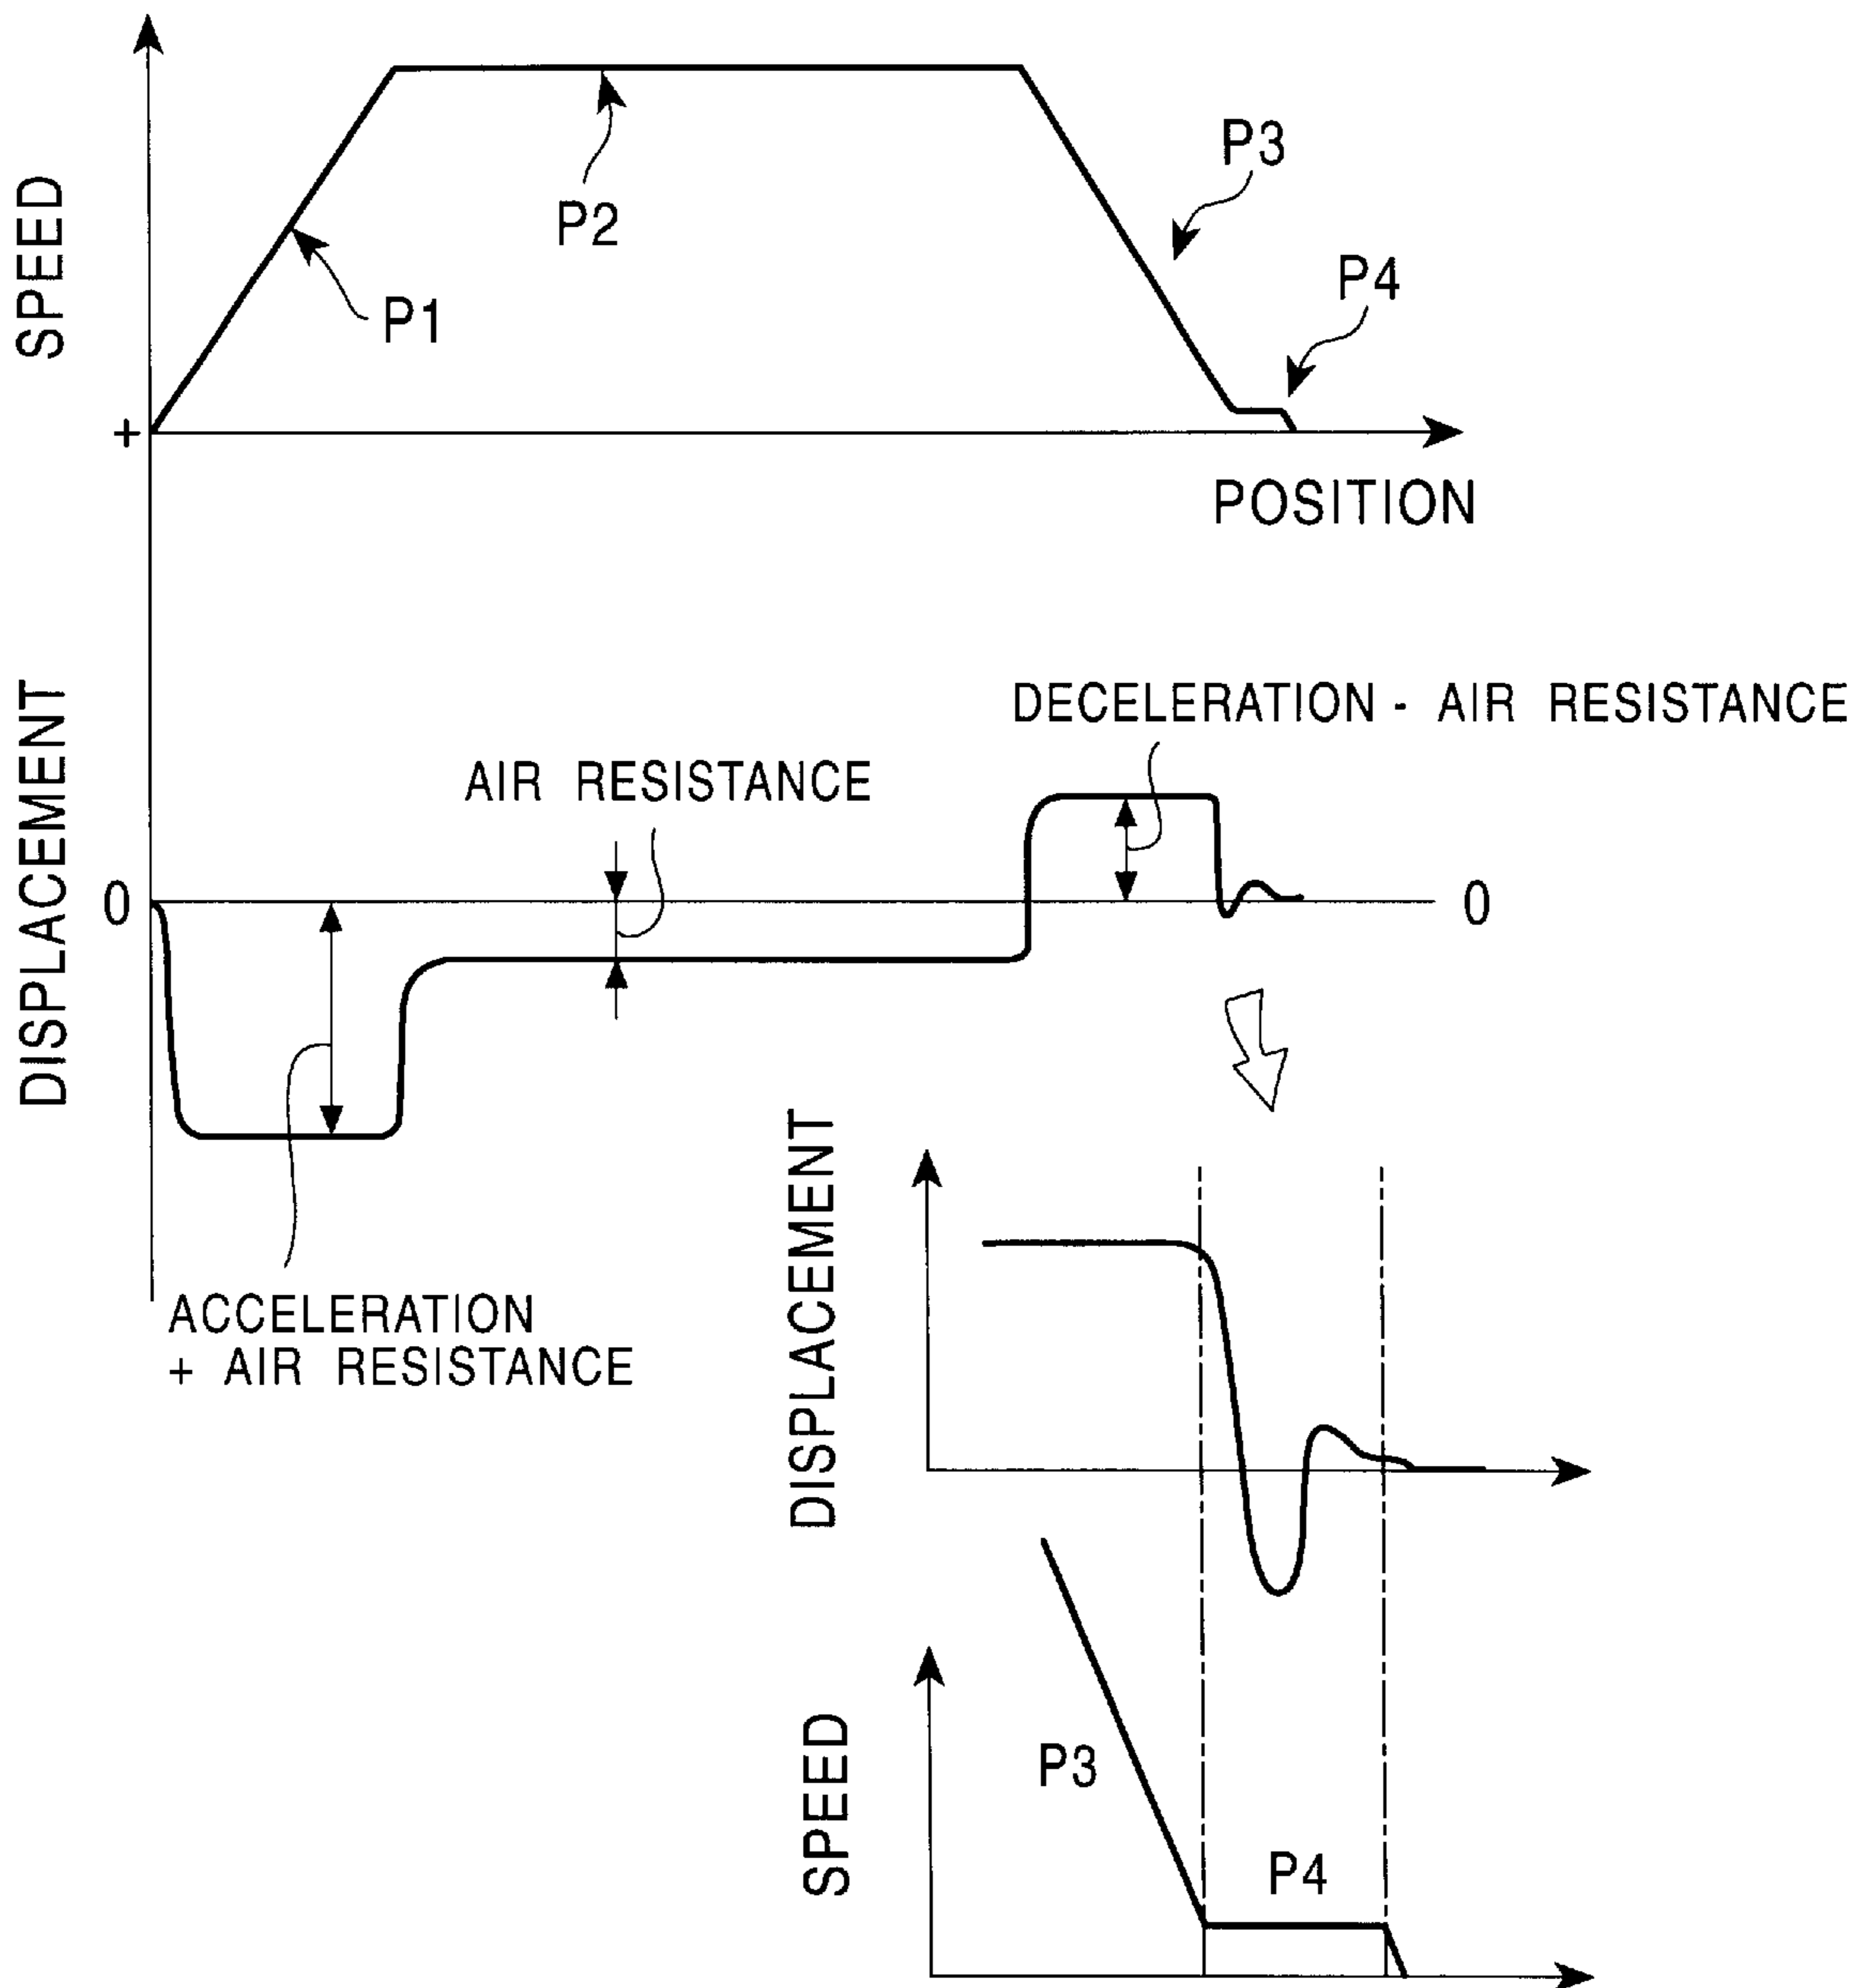 SPEED
P1
P2
P3
P4
+
POSITION
DISPLACEMENT
0
AIR RESISTANCE
DECELERATION - AIR RESISTANCE
0
ACCELERATION
+ AIR RESISTANCE
DISPLACEMENT
SPEED
P3
P4